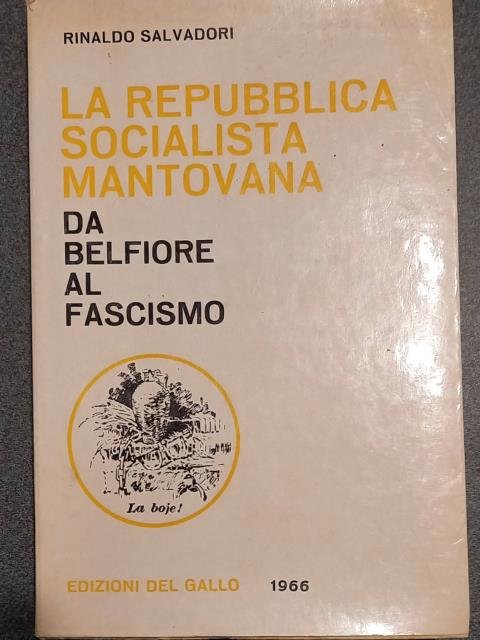 RINALDO SALVADORI
LA REPUBBLICA
SOCIALISTA
MANTOVANA
DA
BELFIORE
AL
FASCISMO
La boje!
EDIZIONI DEL GALLO 1966